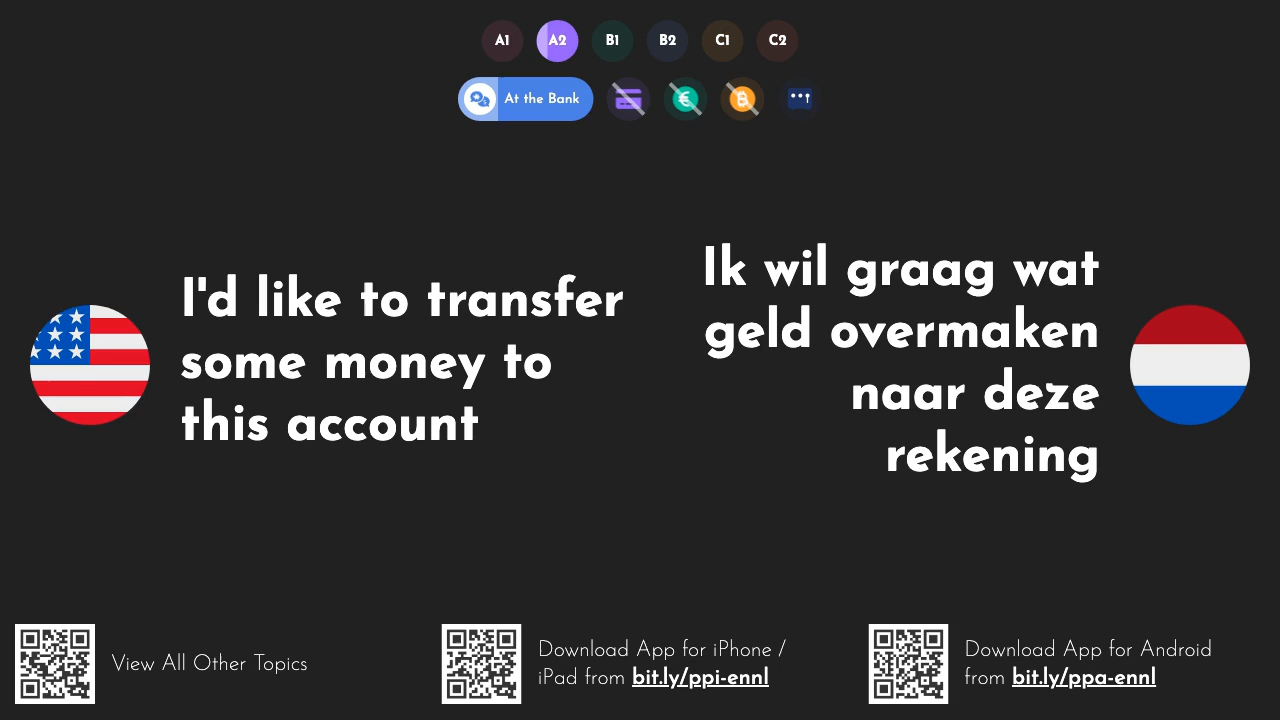 A1 A2 B1 B2 C1 C2
At the Bank
I'd like to transfer
some money to
this account
Ik wil graag wat
geld overmaken
naar deze
rekening
View All Other Topics
Download App for iPhone /
iPad from bit.ly/ppi-ennl
Download App for Android
from bit.ly/ppa-ennl